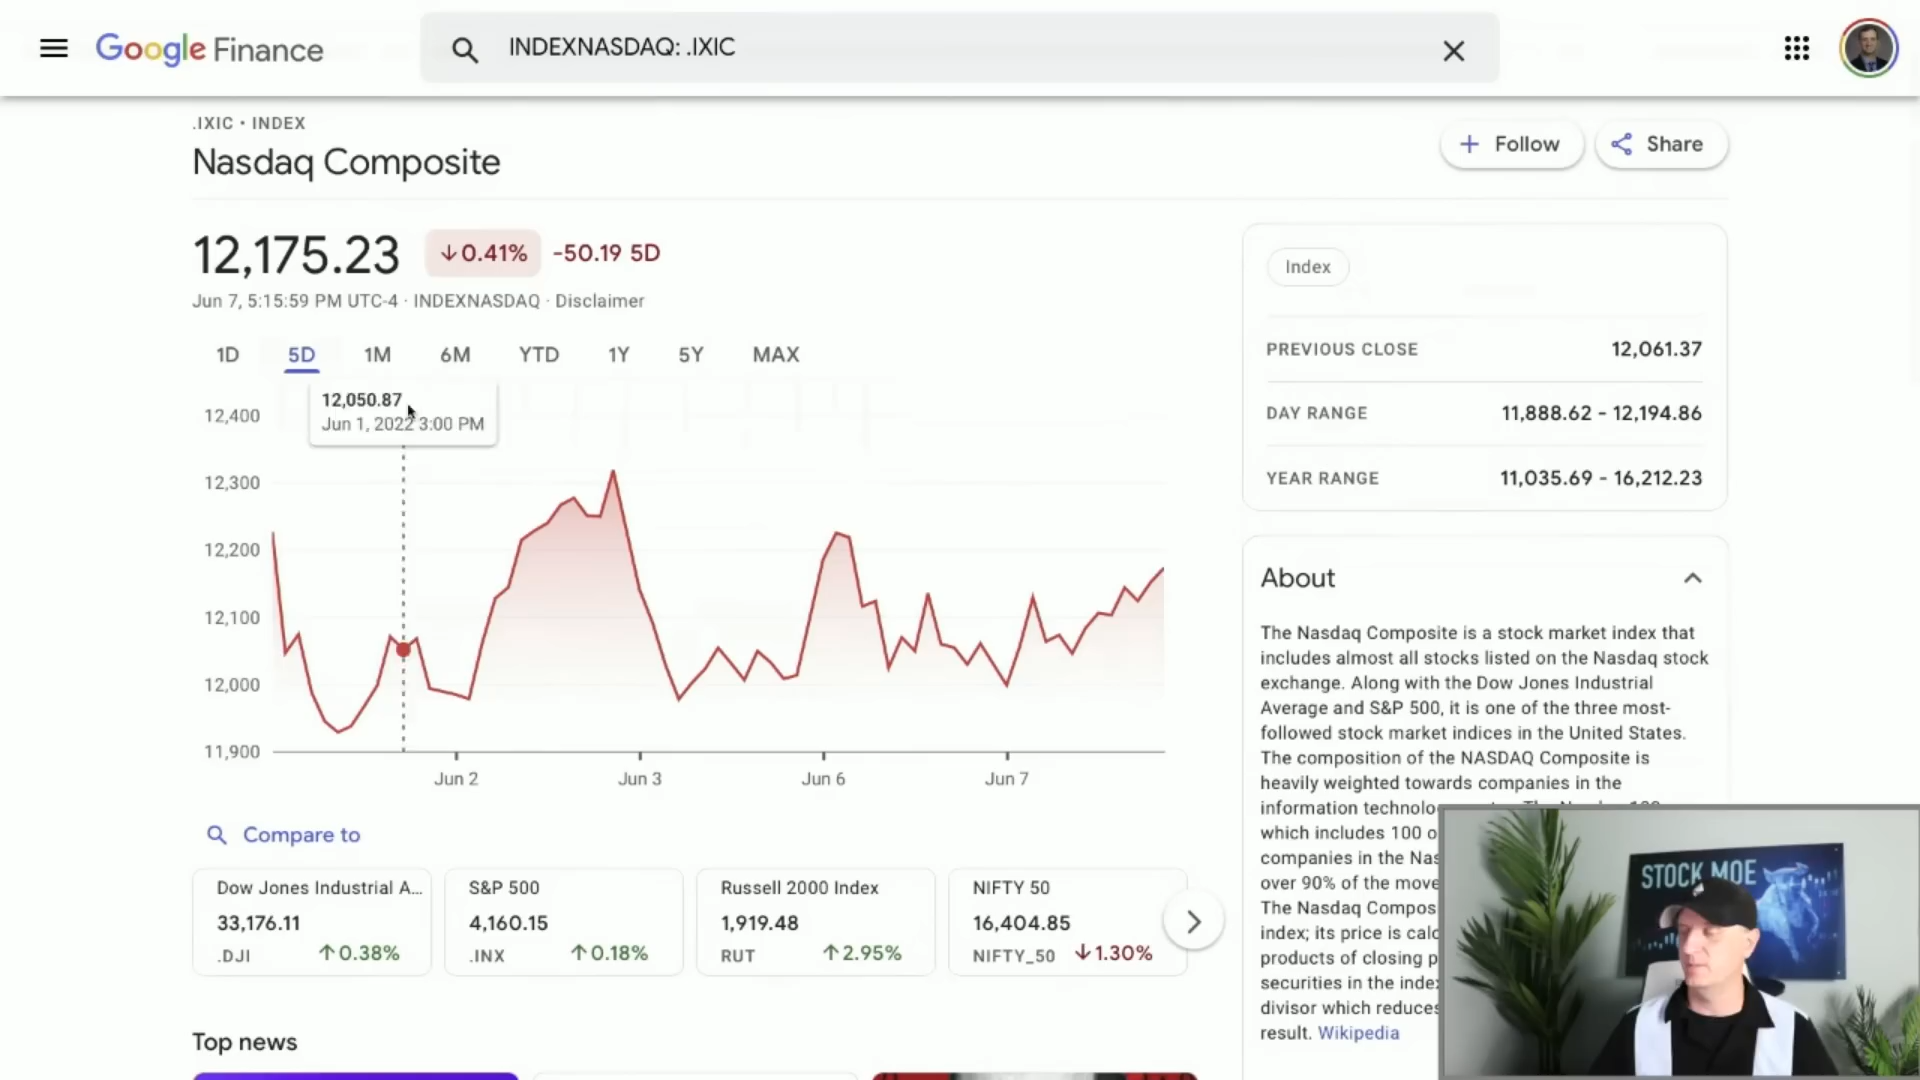 Google Finance
INDEXNASDAQ: .IXIC
.IXIC • INDEX
Nasdaq Composite
Follow
Share
12,175.23
↓0.41%
-50.19 5D
Jun 7, 5:15:59 PM UTC-4 · INDEXNASDAQ · Disclaimer
1D 5D 1M 6M YTD 1Y 5Y MAX
12,050.87
Jun 1, 2022 3:00 PM
12,400
12,300
12,200
12,100
12,000
11,900
Jun 2 Jun 3 Jun 6 Jun 7
Index
PREVIOUS CLOSE 12,061.37
DAY RANGE 11,888.62 - 12,194.86
YEAR RANGE 11,035.69 - 16,212.23
About
The Nasdaq Composite is a stock market index that
includes almost all stocks listed on the Nasdaq stock
exchange. Along with the Dow Jones Industrial
Average and S&P 500, it is one of the three most-
followed stock market indices in the United States.
The composition of the NASDAQ Composite is
heavily weighted towards companies in the
information technolo
which includes 100 o
companies in the Nas
over 90% of the move
The Nasdaq Compos
index; its price is calc
products of closing p
securities in the inde
divisor which reduces
result. Wikipedia
Compare to
Dow Jones Industrial A...
33,176.11
.DJI ↑0.38%
S&P 500
4,160.15
.INX ↑0.18%
Russell 2000 Index
1,919.48
RUT ↑2.95%
NIFTY 50
16,404.85
NIFTY_50 ↓1.30%
Top news
STOCK MOE